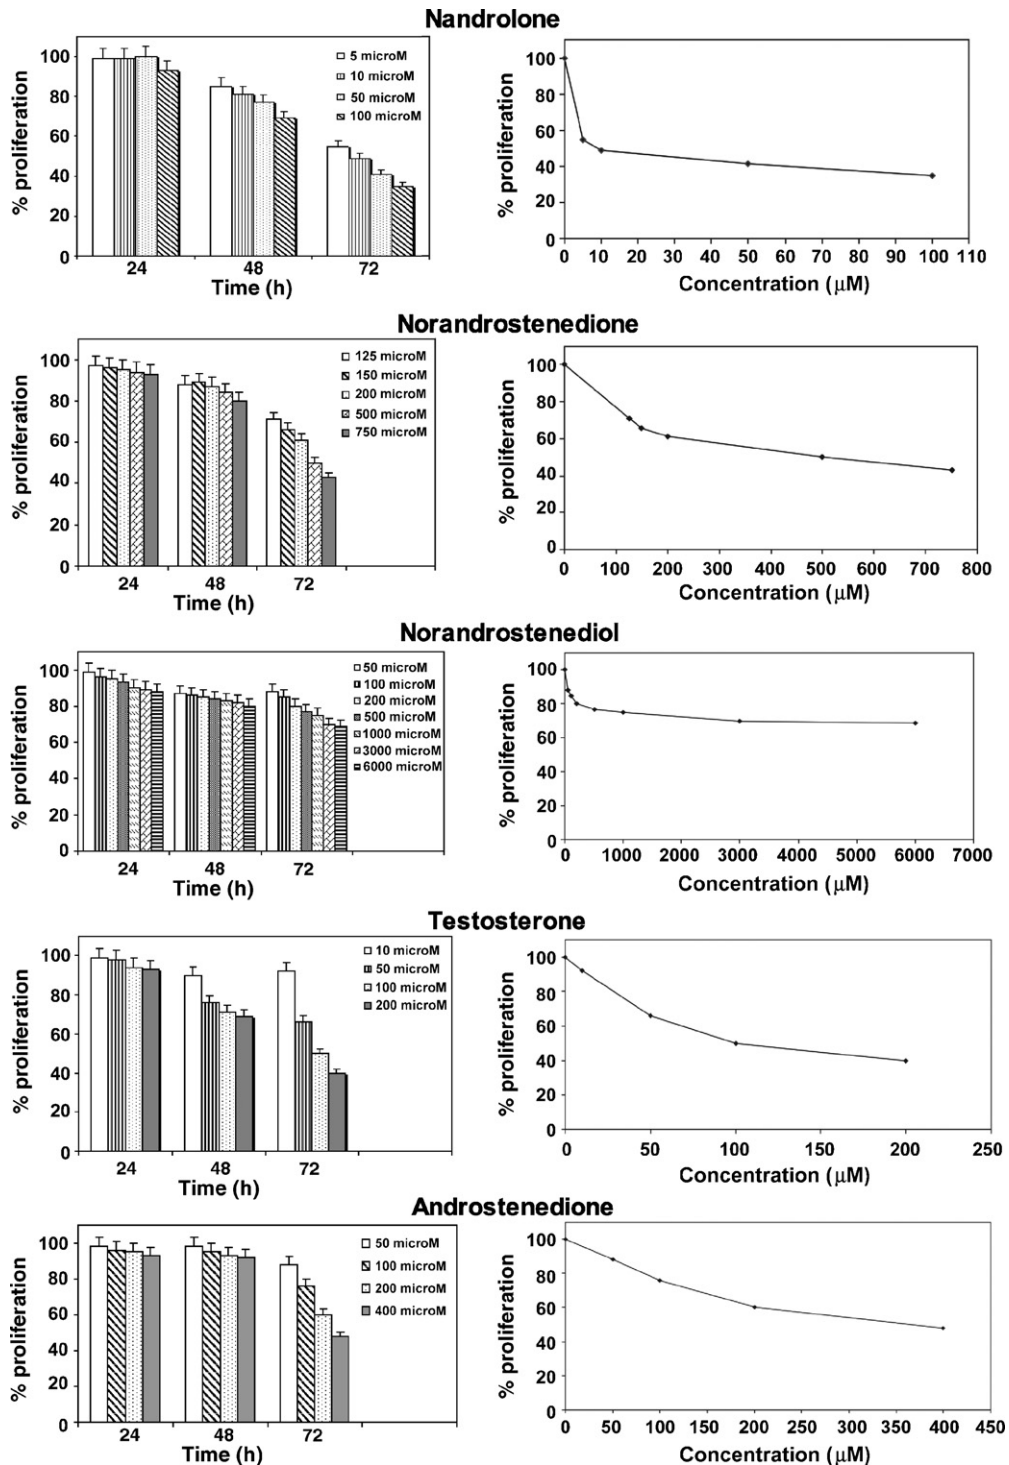 Nandrolone
% proliferation
100
80
60
40
20
0
5 microM
10 microM
50 microM
100 microM
24 48 72
Time (h)
% proliferation
100
80
60
40
20
0
0 10 20 30 40 50 60 70 80 90 100 110
Concentration (µM)
Norandrostenedione
% proliferation
100
80
60
40
20
0
125 microM
150 microM
200 microM
500 microM
750 microM
24 48 72
Time (h)
% proliferation
100
80
60
40
20
0
0 100 200 300 400 500 600 700 800
Concentration (µM)
Norandrostenediol
% proliferation
100
80
60
40
20
0
50 microM
100 microM
200 microM
500 microM
1000 microM
3000 microM
6000 microM
24 48 72
Time (h)
% proliferation
100
80
60
40
20
0
0 1000 2000 3000 4000 5000 6000 7000
Concentration (µM)
Testosterone
% proliferation
100
80
60
40
20
0
10 microM
50 microM
100 microM
200 microM
24 48 72
Time (h)
% proliferation
100
80
60
40
20
0
0 50 100 150 200 250
Concentration (µM)
Androstenedione
% proliferation
100
80
60
40
20
0
50 microM
100 microM
200 microM
400 microM
24 48 72
Time (h)
% proliferation
100
80
60
40
20
0
0 50 100 150 200 250 300 350 400 450
Concentration (µM)